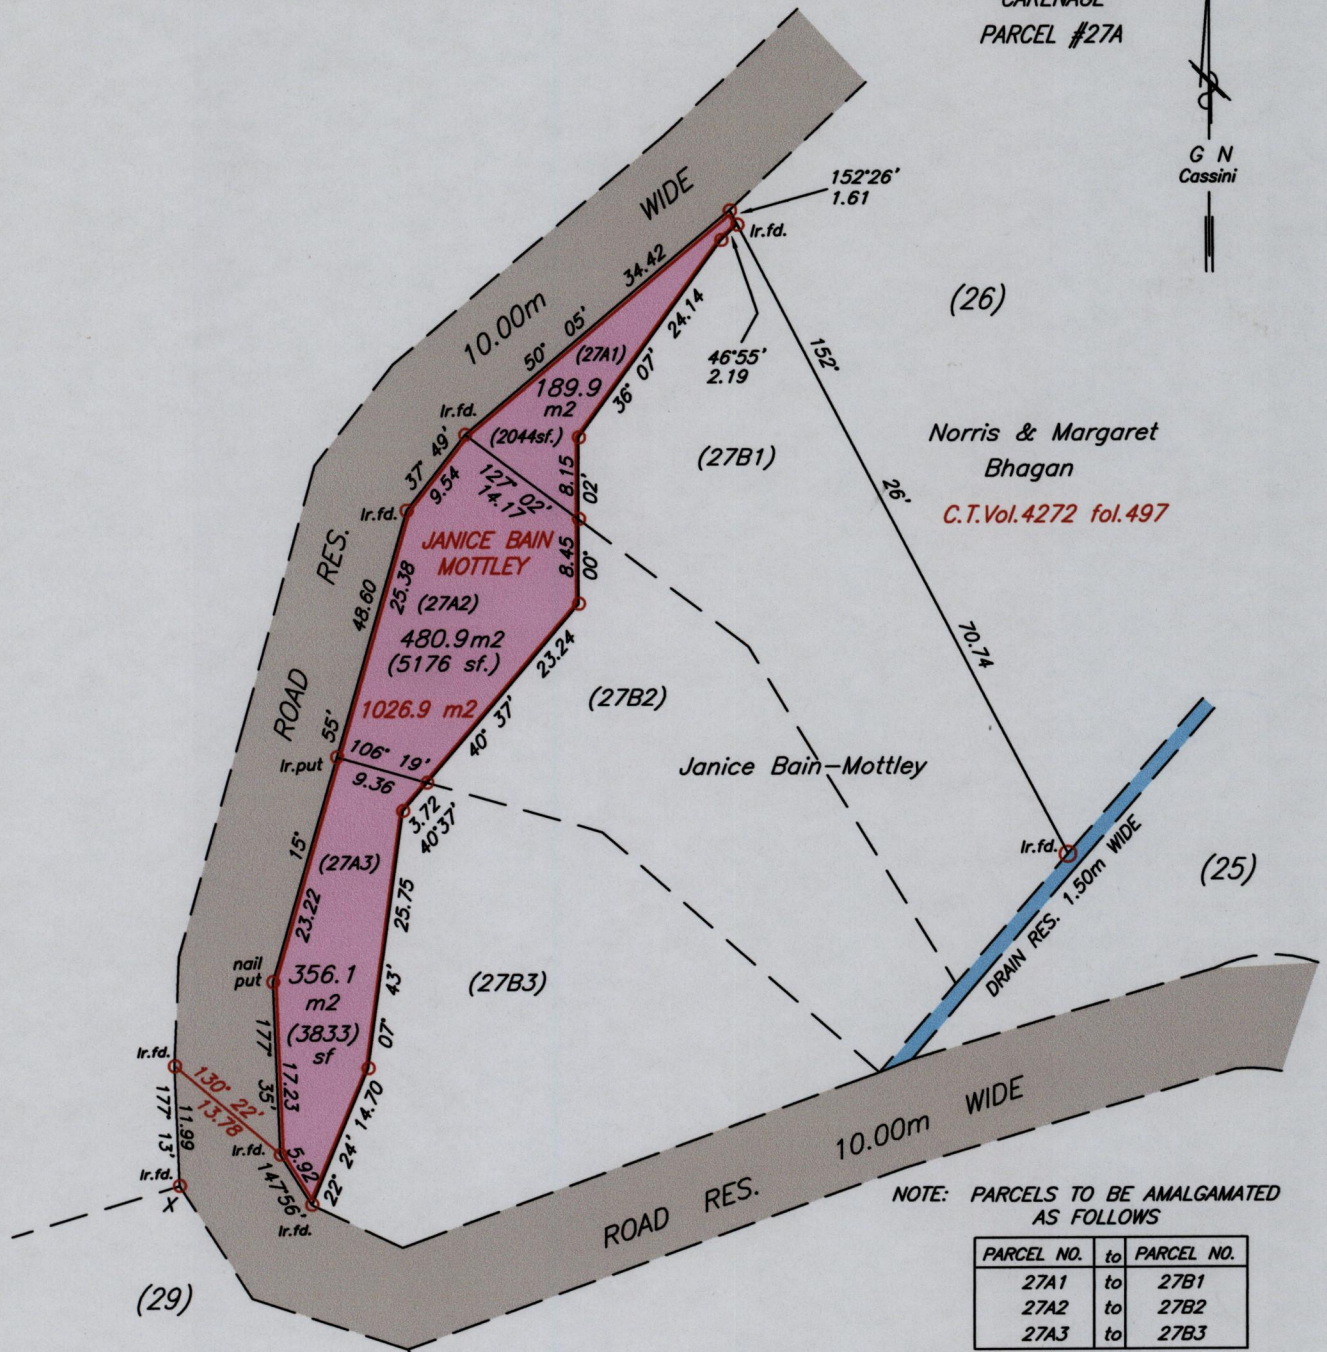 CARENAGE
PARCEL #27A
G N
Cassini
152°26'
1.61
WIDE
Ir.fd.
34.42
(26)
10.00m
50° 05'
24.14
(27A1)
46°55'
2.19
152°
189.9
m2
36° 07'
Ir.fd.
(2044sf.)
37° 49'
9.54
127° 02'
14.17
8.15
02'
(27B1)
Norris & Margaret
Bhagan
26'
C.T.Vol.4272 fol.497
Ir.fd.
JANICE BAIN
MOTTLEY
8.45
00°
RES.
48.60
25.38
(27A2)
480.9m2
(5176 sf.)
23.24
70.74
(27B2)
1026.9 m2
ROAD
55'
40° 37'
Ir.put
106° 19'
9.36
Janice Bain-Mottley
3.72
40°37'
15°
(27A3)
Ir.fd.
DRAIN RES. 1.50m WIDE
(25)
23.22
25.75
nail
put
356.1
m2
43'
(27B3)
(3833)
sf
07°
177° 35'
17.23
Ir.fd.
130° 22'
13.78
14.70
22° 24'
177° 13'
11.99
Ir.fd.
5.92
147°56'
Ir.fd.
X
Ir.fd.
10.00m WIDE
ROAD RES.
(29)
NOTE: PARCELS TO BE AMALGAMATED
AS FOLLOWS
PARCEL NO. to PARCEL NO.
27A1 to 27B1
27A2 to 27B2
27A3 to 27B3